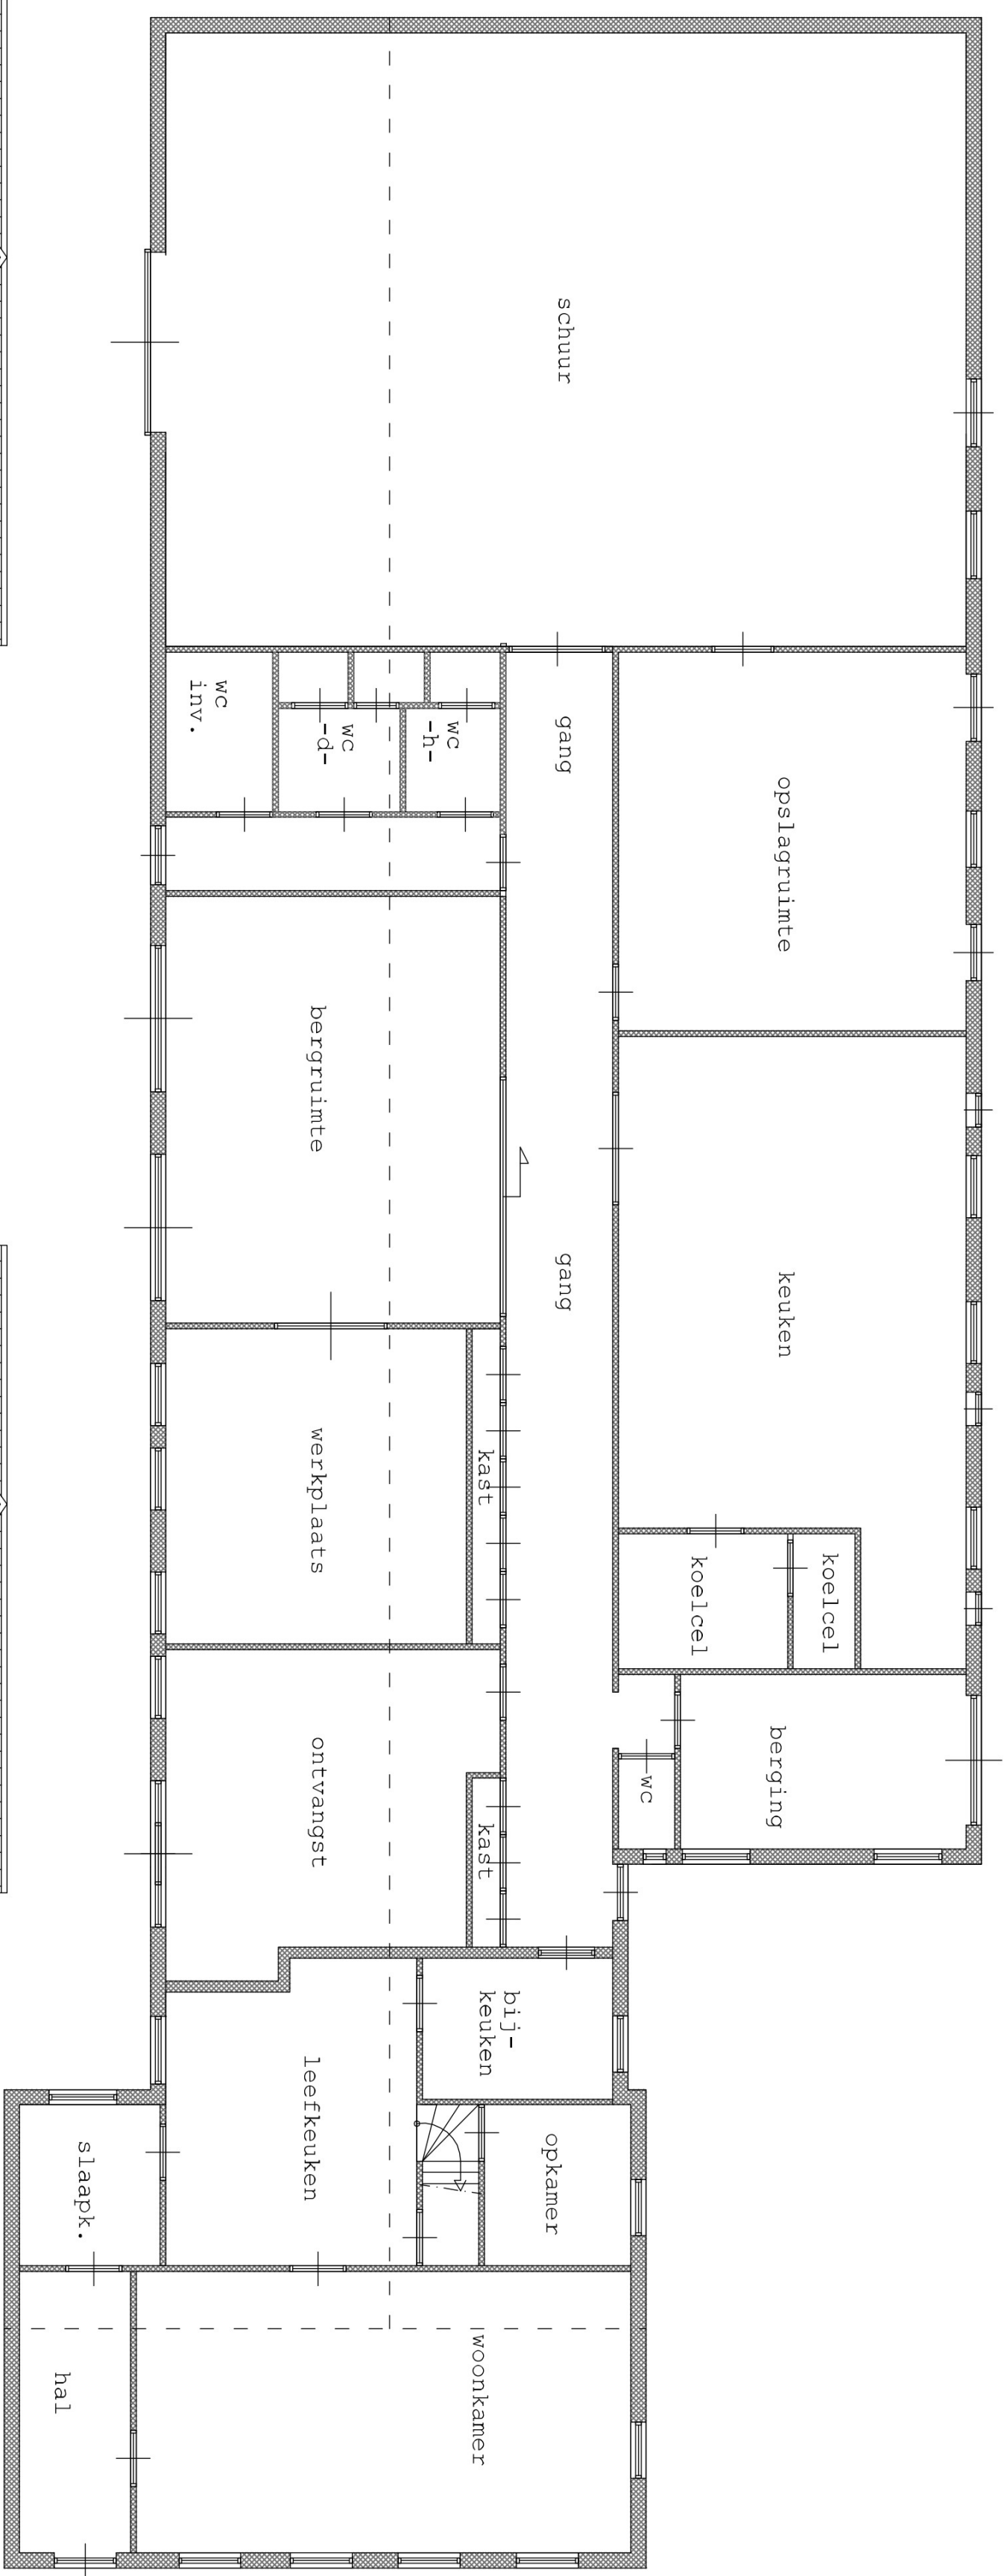 schuur
wc
inv.
wc
-d-
wc
-h-
gang
opslagruimte
bergruimte
gang
keuken
werkplaats
kast
koelcel
koelcel
ontvangst
kast
wc
berging
bij-
keuken
leefkeuken
opkamer
slaapk.
hal
woonkamer